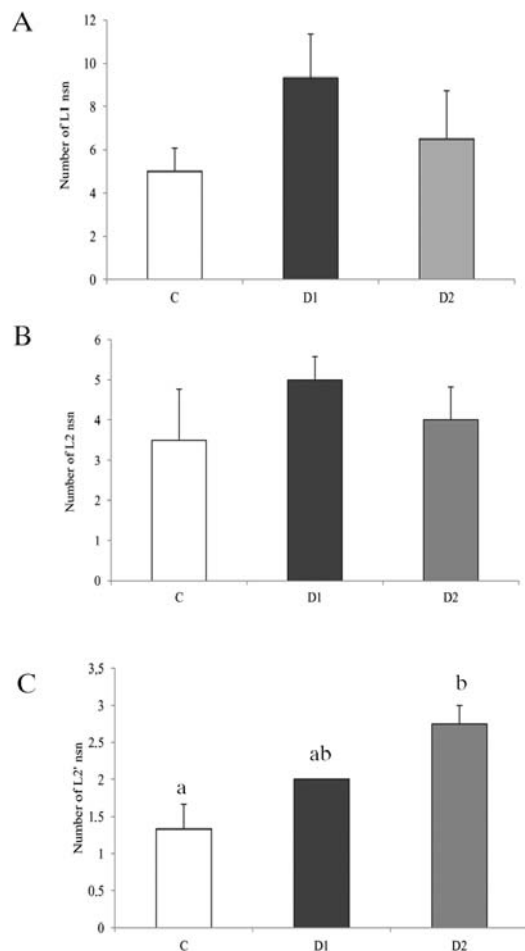 A
Number of L1 nsn
12
10
8
6
4
2
0
C D1 D2
B
Number of L2 nsn
6
5
4
3
2
1
0
C D1 D2
C
Number of L2' nsn
3,5
3
2,5
2
1,5
1
0,5
0
a ab b
C D1 D2